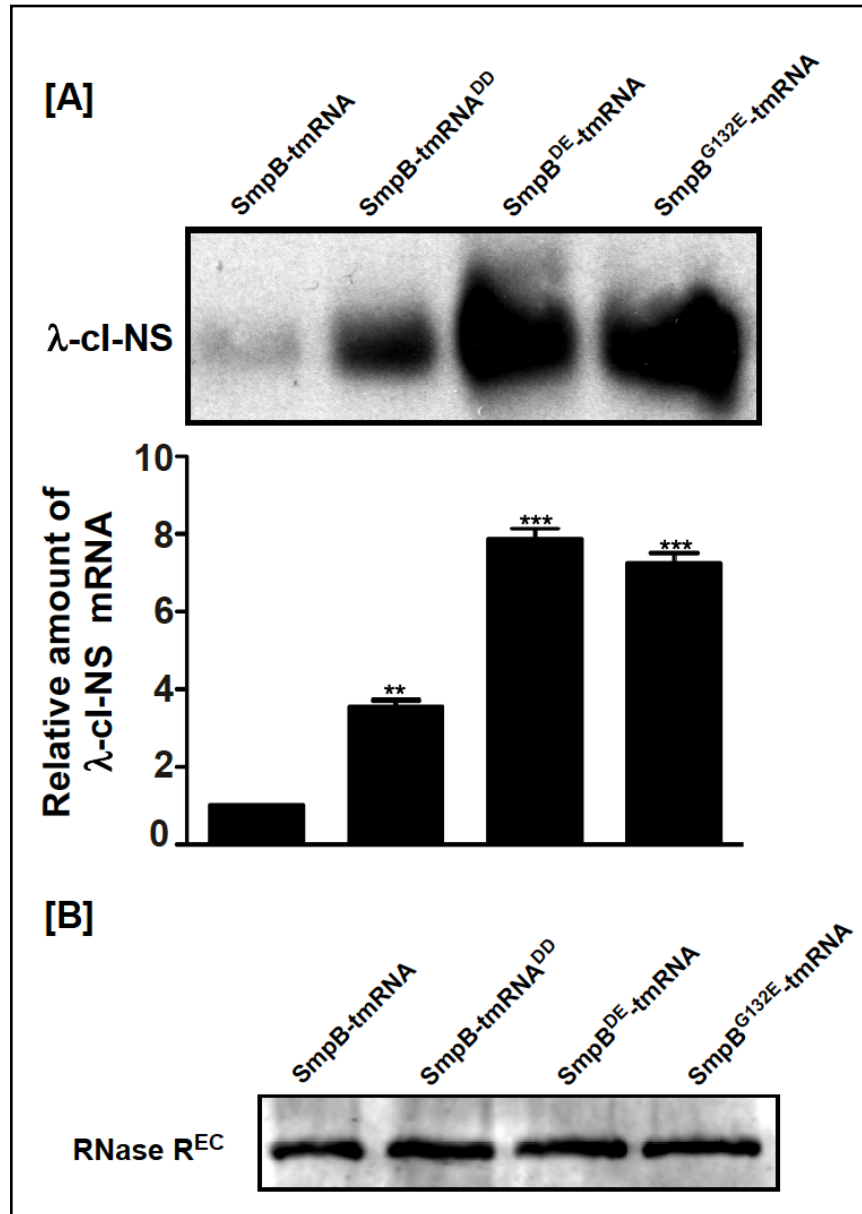 [A]
SmpB-tmRNA
SmpB-tmRNA^DD
SmpB^DE-tmRNA
SmpB^G132E-tmRNA
λ-cI-NS
Relative amount of
λ-cI-NS mRNA
10
8
6
4
2
0
**
***
***
[B]
SmpB-tmRNA
SmpB-tmRNA^DD
SmpB^DE-tmRNA
SmpB^G132E-tmRNA
RNase R^EC